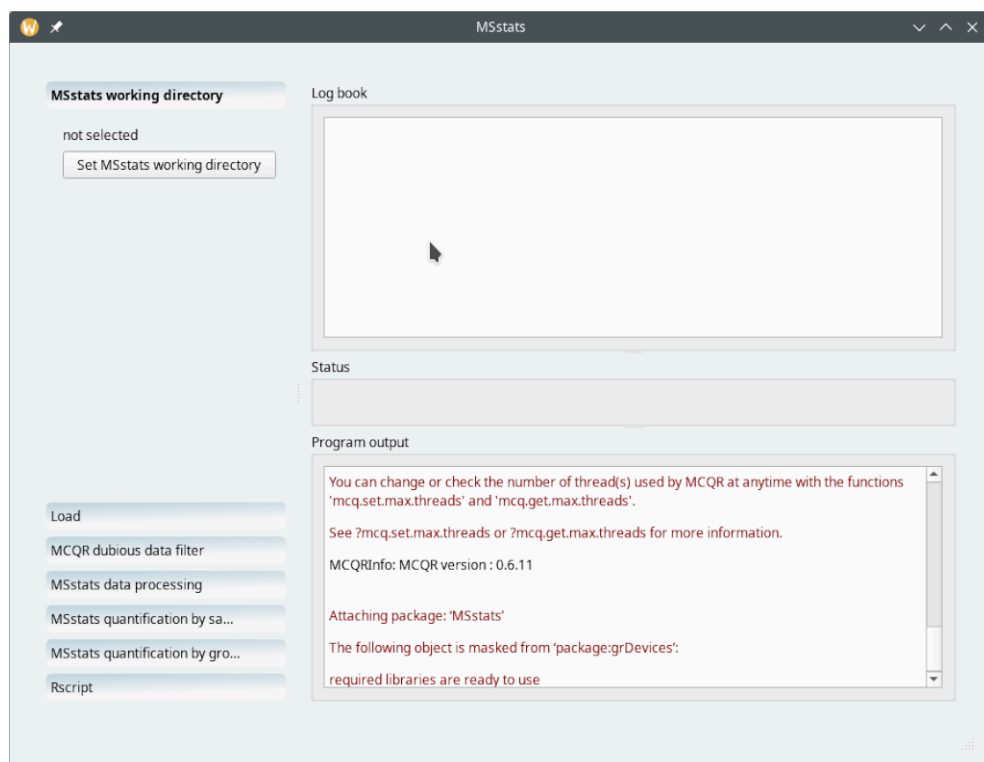 MSstats
MSstats working directory
not selected
Set MSstats working directory
Load
MCQR dubious data filter
MSstats data processing
MSstats quantification by sa...
MSstats quantification by gro...
Rscript
Log book
Status
Program output
You can change or check the number of thread(s) used by MCQR at anytime with the functions
'mcq.set.max.threads' and 'mcq.get.max.threads'.
See ?mcq.set.max.threads or ?mcq.get.max.threads for more information.
MCQRInfo: MCQR version : 0.6.11
Attaching package: ‘MSstats’
The following object is masked from ‘package:grDevices’:
required libraries are ready to use